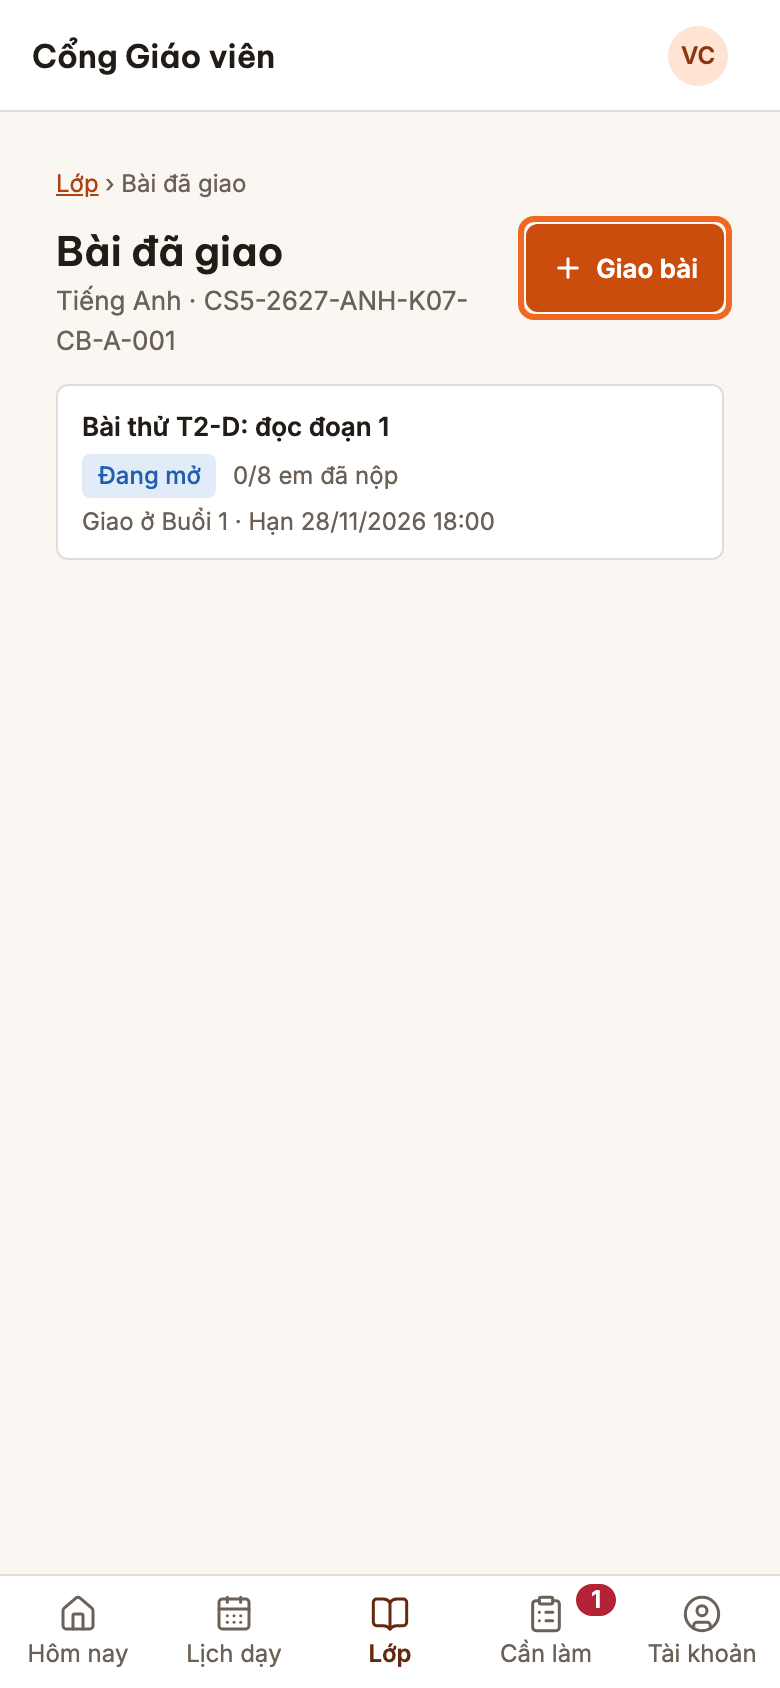 Cổng Giáo viên
VC
Lớp › Bài đã giao
Bài đã giao
Tiếng Anh · CS5-2627-ANH-K07-
CB-A-001
+ Giao bài
Bài thử T2-D: đọc đoạn 1
Đang mở 0/8 em đã nộp
Giao ở Buổi 1 · Hạn 28/11/2026 18:00
1
Hôm nay
Lịch dạy
Lớp
Cần làm
Tài khoản